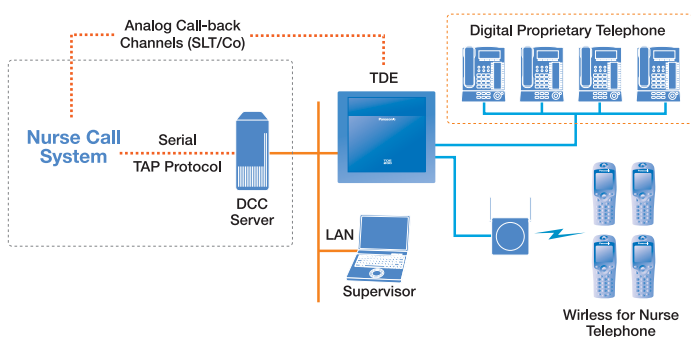 Analog Call-back
Channels (SLT/Co)
Digital Proprietary Telephone
TDE
Panasonic
Nurse Call
System
Serial
TAP Protocol
DCC
Server
LAN
Supervisor
Wirless for Nurse
Telephone